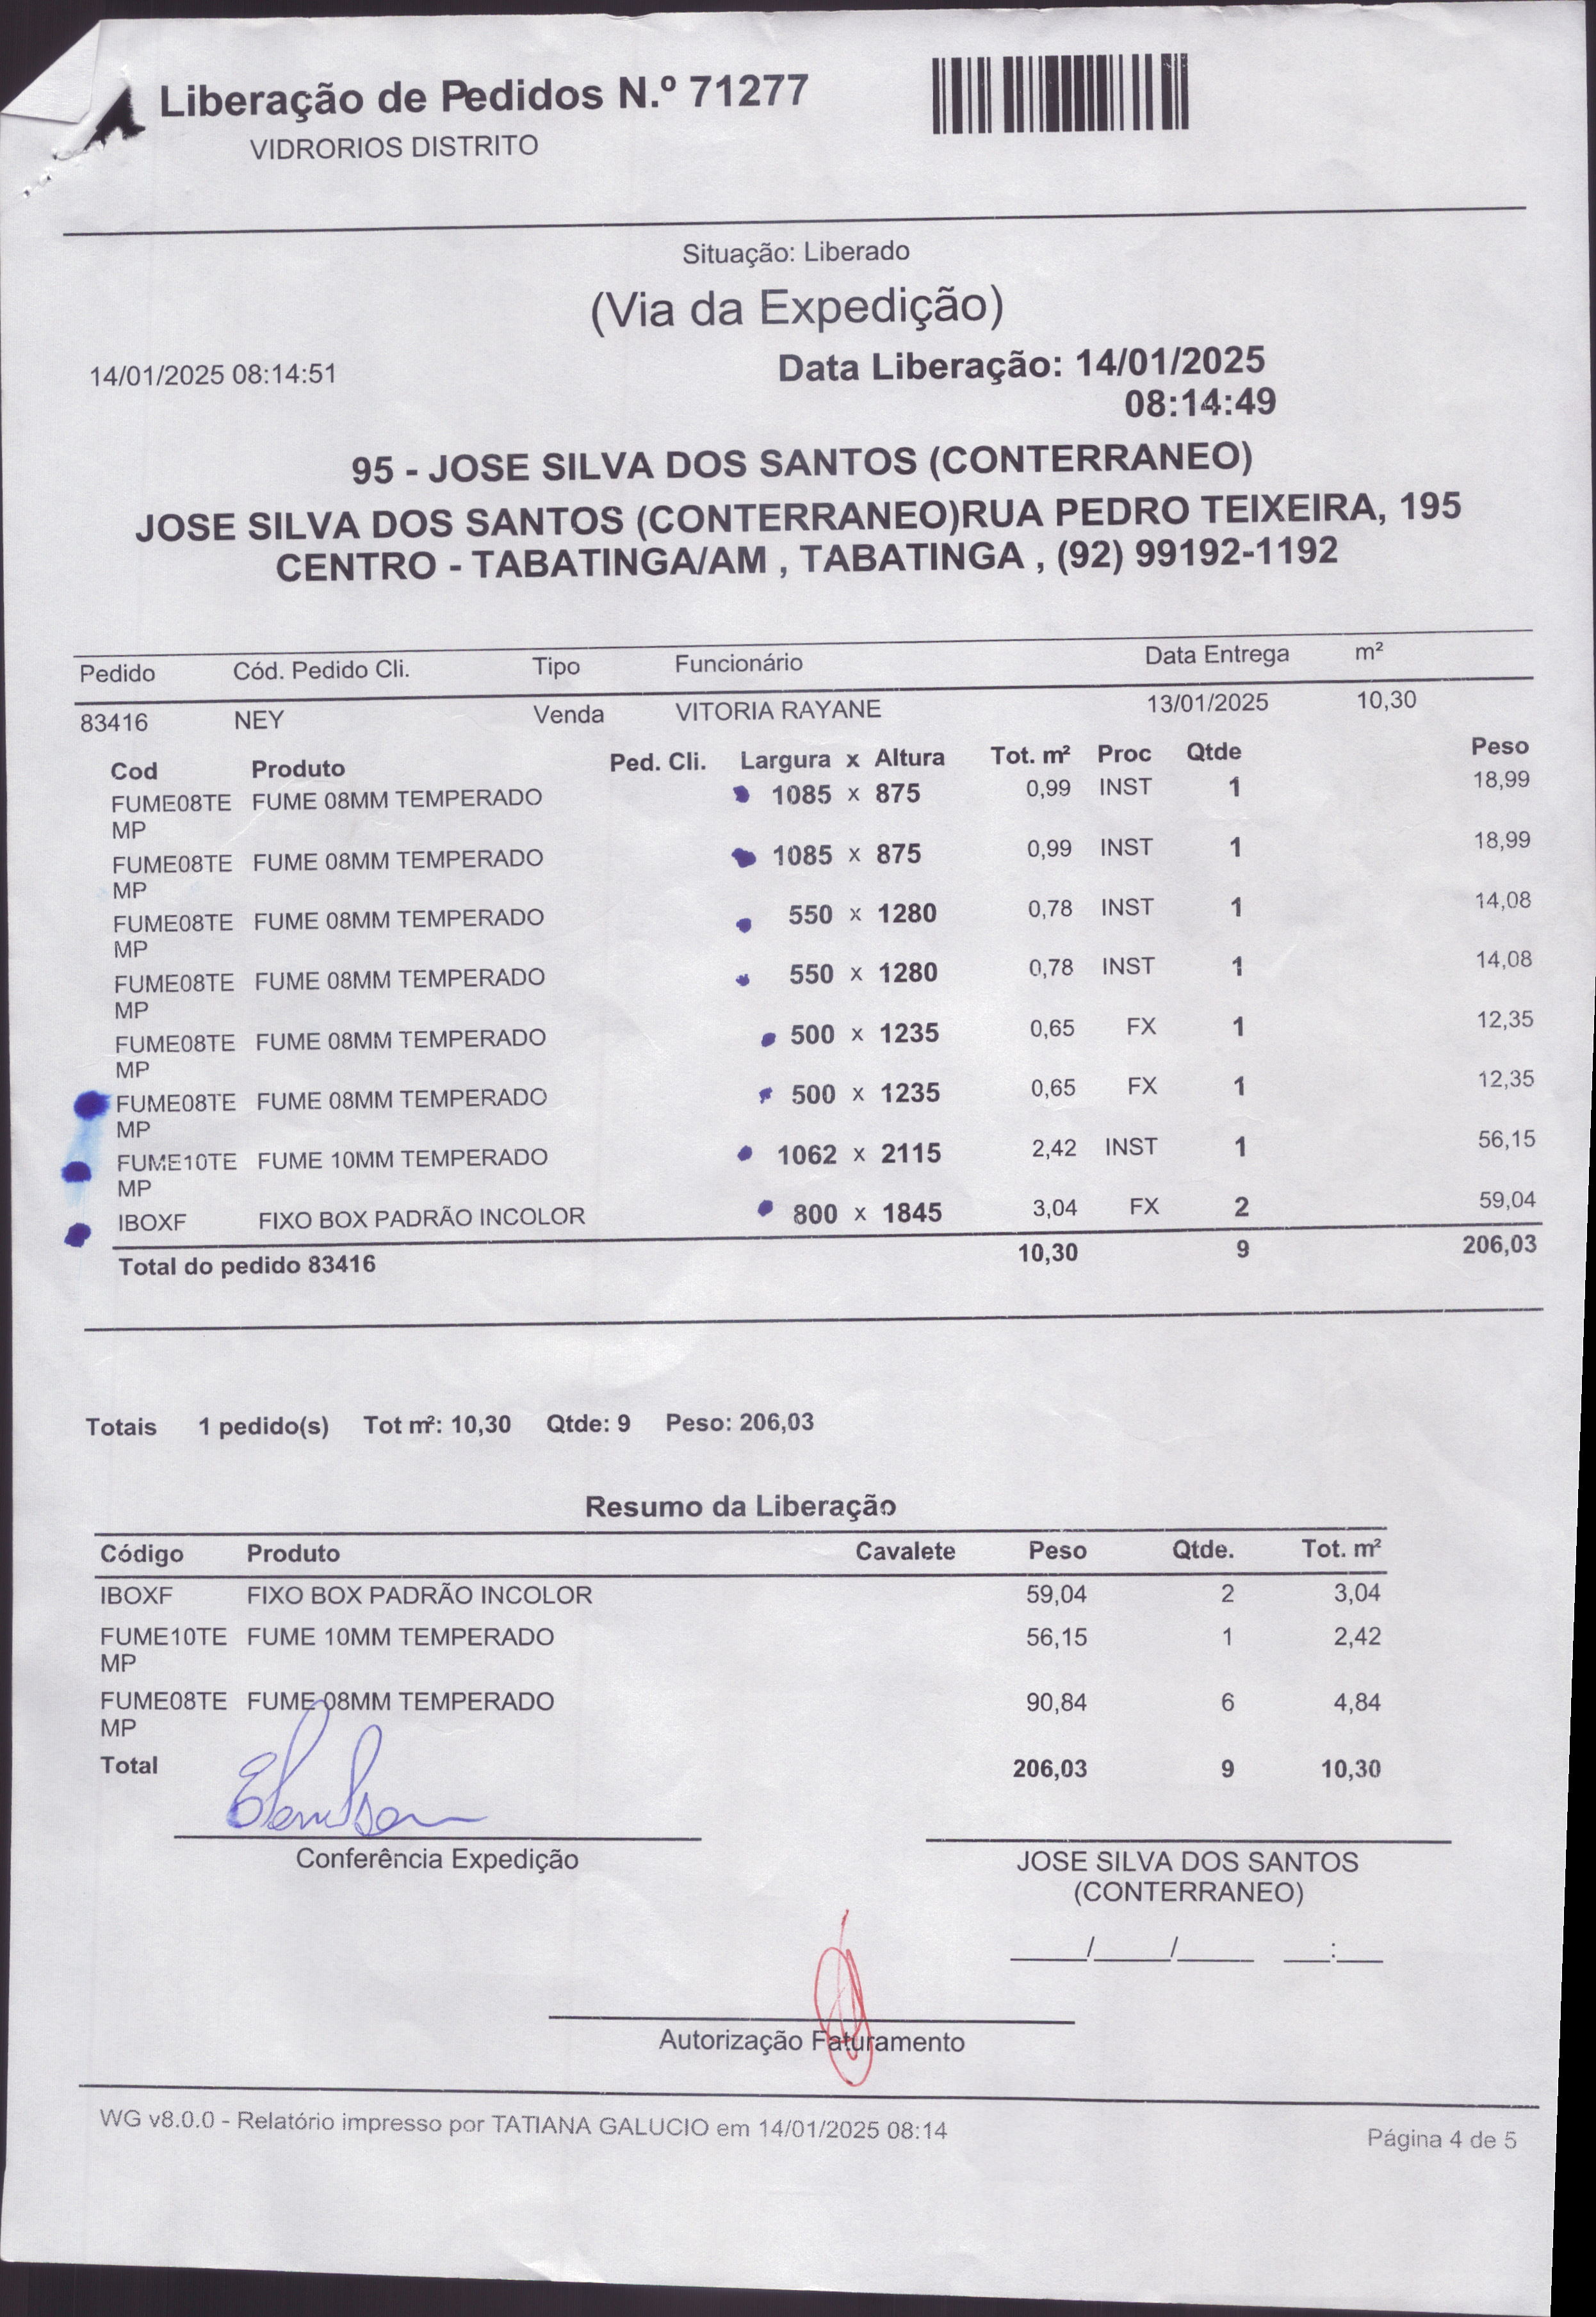 Liberação de Pedidos N.º 71277
VIDRORIOS DISTRITO
Situação: Liberado
(Via da Expedição)
14/01/2025 08:14:51
Data Liberação: 14/01/2025
08:14:49
95 - JOSE SILVA DOS SANTOS (CONTERRANEO)
JOSE SILVA DOS SANTOS (CONTERRANEO)RUA PEDRO TEIXEIRA, 195
CENTRO - TABATINGA/AM , TABATINGA , (92) 99192-1192
Pedido Cód. Pedido Cli. Tipo Funcionário Data Entrega m²
83416 NEY Venda VITORIA RAYANE 13/01/2025 10,30
Cod Produto Ped. Cli. Largura x Altura Tot. m² Proc Qtde Peso
FUME08TE FUME 08MM TEMPERADO 1085 x 875 0,99 INST 1 18,99
MP
FUME08TE FUME 08MM TEMPERADO 1085 x 875 0,99 INST 1 18,99
MP
FUME08TE FUME 08MM TEMPERADO 550 x 1280 0,78 INST 1 14,08
MP
FUME08TE FUME 08MM TEMPERADO 550 x 1280 0,78 INST 1 14,08
MP
FUME08TE FUME 08MM TEMPERADO 500 x 1235 0,65 FX 1 12,35
MP
FUME08TE FUME 08MM TEMPERADO 500 x 1235 0,65 FX 1 12,35
MP
FUME10TE FUME 10MM TEMPERADO 1062 x 2115 2,42 INST 1 56,15
MP
IBOXF FIXO BOX PADRÃO INCOLOR 800 x 1845 3,04 FX 2 59,04
Total do pedido 83416 10,30 9 206,03
Totais 1 pedido(s) Tot m²: 10,30 Qtde: 9 Peso: 206,03
Resumo da Liberação
Código Produto Cavalete Peso Qtde. Tot. m²
IBOXF FIXO BOX PADRÃO INCOLOR 59,04 2 3,04
FUME10TE FUME 10MM TEMPERADO 56,15 1 2,42
MP
FUME08TE FUME 08MM TEMPERADO 90,84 6 4,84
MP
Total 206,03 9 10,30
Conferência Expedição
JOSE SILVA DOS SANTOS
(CONTERRANEO)
____/____/____ __:__
Autorização Faturamento
WG v8.0.0 - Relatório impresso por TATIANA GALUCIO em 14/01/2025 08:14
Página 4 de 5